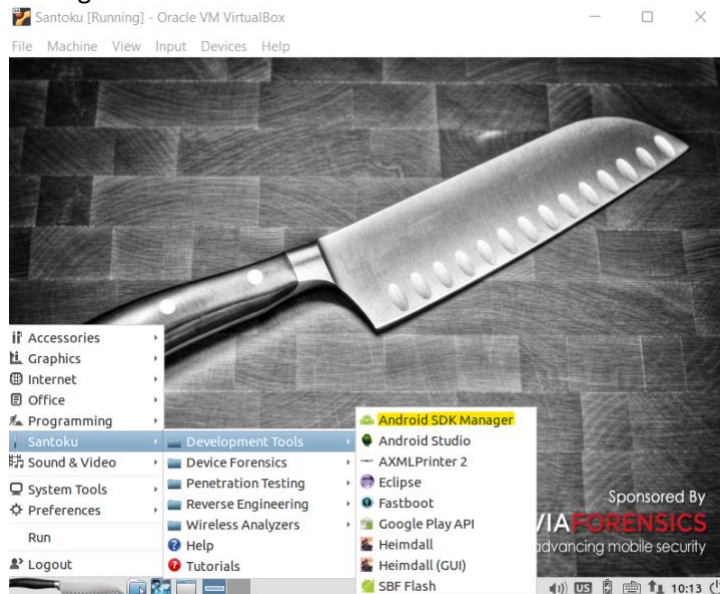 Santoku [Running] - Oracle VM VirtualBox
File Machine View Input Devices Help
Accessories
Graphics
Internet
Office
Programming
Santoku
Sound & Video
System Tools
Preferences
Run
Logout
Development Tools
Device Forensics
Penetration Testing
Reverse Engineering
Wireless Analyzers
Help
Tutorials
Android SDK Manager
Android Studio
AXMLPrinter 2
Eclipse
Fastboot
Google Play API
Heimdall
Heimdall (GUI)
SBF Flash
Sponsored By
VIAFORENSICS
advancing mobile security
US 10:13